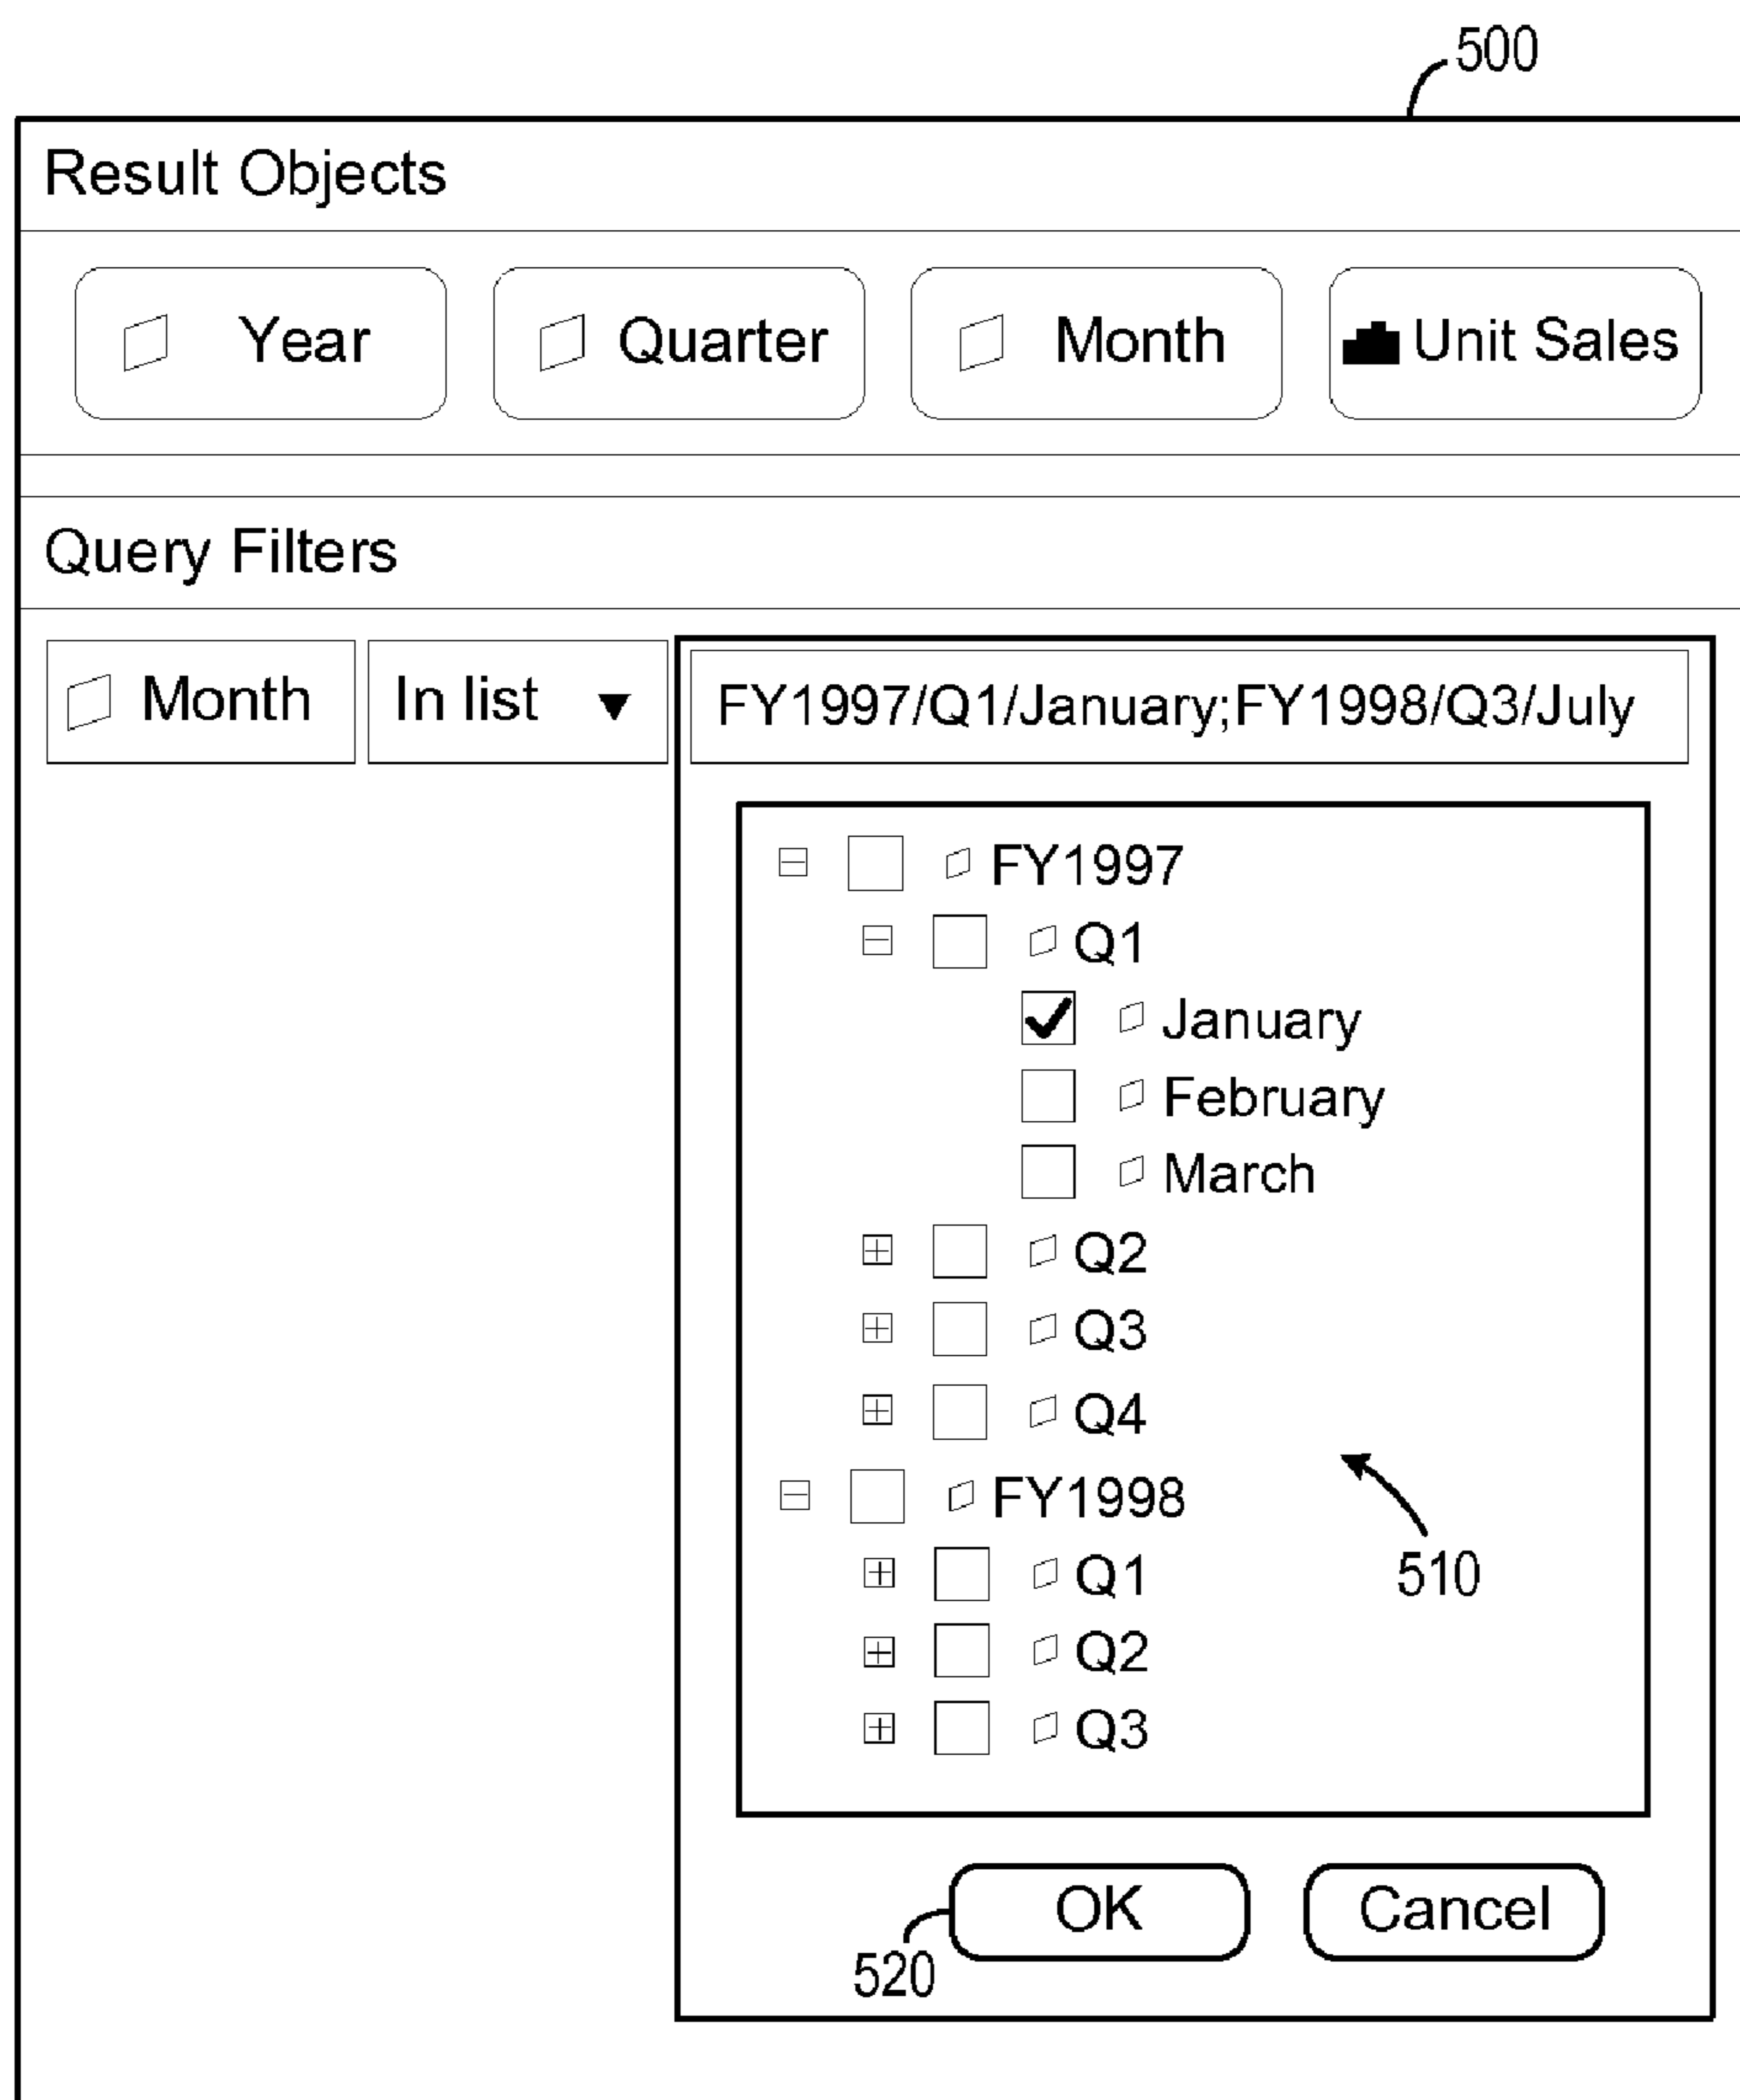 500
Result Objects
Year Quarter Month Unit Sales
Query Filters
Month In list FY1997/Q1/January;FY1998/Q3/July
FY1997
Q1
January
February
March
Q2
Q3
Q4
FY1998
Q1
510
Q2
Q3
OK Cancel
520